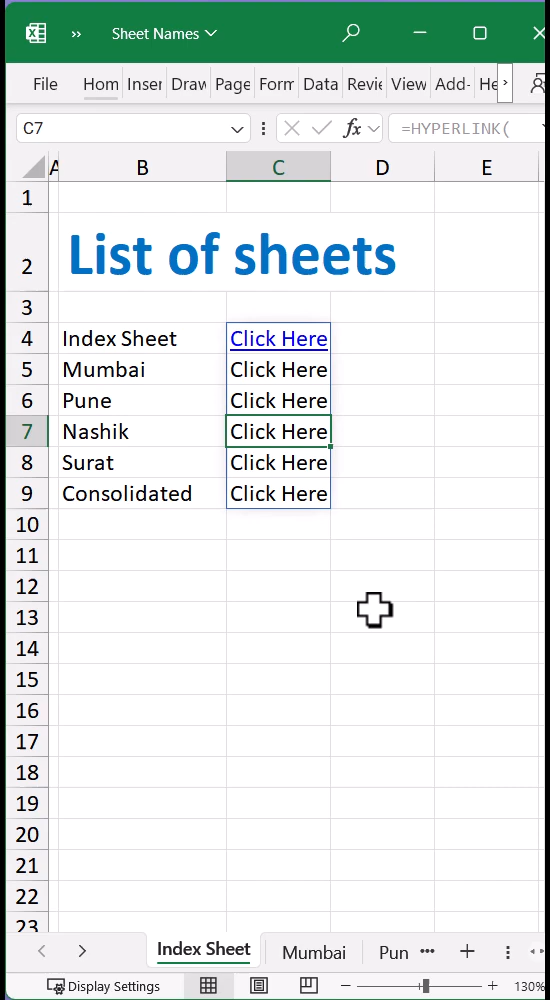 Sheet Names
File Hom Inser Draw Page Form Data Revie View Add- He
C7 fx =HYPERLINK(
A B C D E
1
2 List of sheets
3
4 Index Sheet Click Here
5 Mumbai Click Here
6 Pune Click Here
7 Nashik Click Here
8 Surat Click Here
9 Consolidated Click Here
10
11
12
13
14
15
16
17
18
19
20
21
22
23
Index Sheet Mumbai Pun
Display Settings 130%